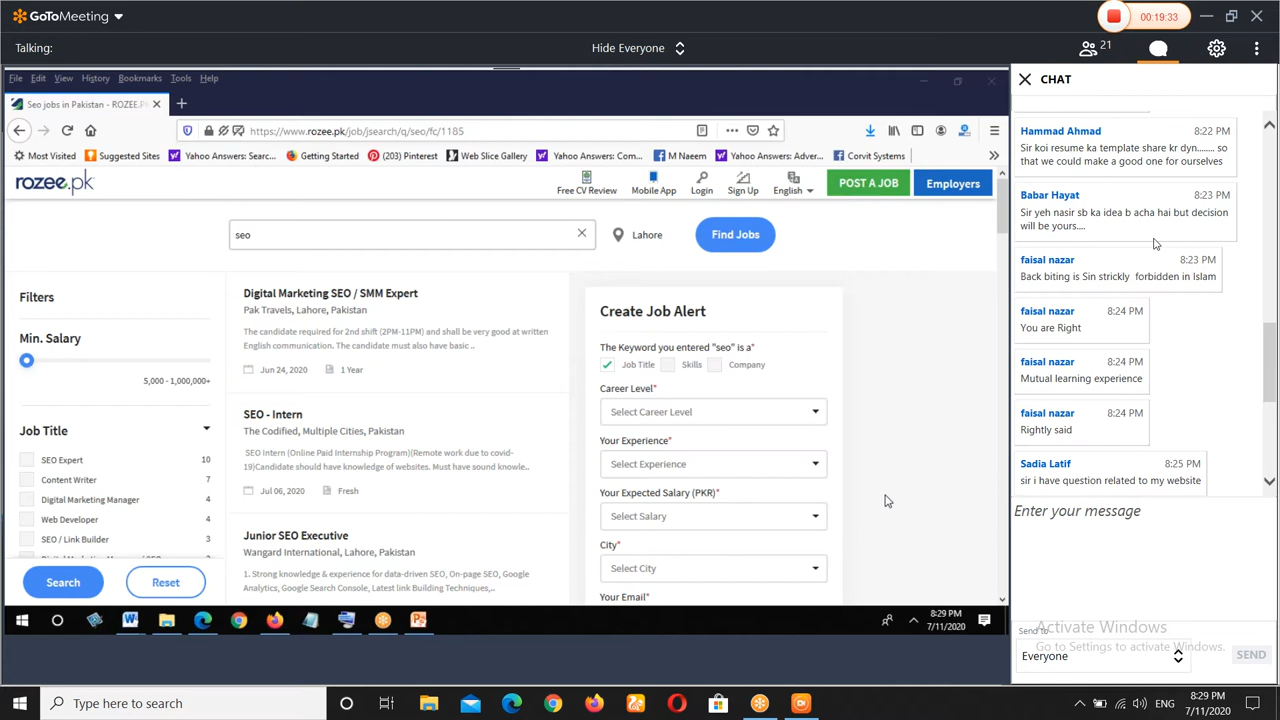 GoToMeeting
00:19:33
Talking:
Hide Everyone
21
File Edit View History Bookmarks Tools Help
Seo jobs in Pakistan - ROZEE.P
https://www.rozee.pk/job/jsearch/q/seo/fc/1185
Most Visited Suggested Sites Yahoo Answers: Searc... Getting Started (203) Pinterest Web Slice Gallery Yahoo Answers: Com... M Naeem Yahoo Answers: Join... Corvit Systems
rozee.pk
Free CV Review Mobile App Login Sign Up English POST A JOB Employers
seo
Lahore
Find Jobs
Filters
Min. Salary
5,000 - 1,000,000+
Job Title
SEO Expert 10
Content Writer 7
Digital Marketing Manager 4
Web Developer 4
SEO / Link Builder 3
Search Reset
Digital Marketing SEO / SMM Expert
Pak Travels, Lahore, Pakistan
The candidate required for 2nd shift (2PM-11PM) and shall be very good at written
English communication. The candidate must also have basic ..
Jun 24, 2020 1 Year
SEO - Intern
The Codified, Multiple Cities, Pakistan
SEO Intern (Online Paid Internship Program)(Remote work due to covid-
19)Candidate should have knowledge of websites. Must have sound knowle..
Jul 06, 2020 Fresh
Junior SEO Executive
Wangard International, Lahore, Pakistan
1. Strong knowledge & experience for data-driven SEO, On-page SEO, Google
Analytics, Google Search Console, Latest link Building Techniques,..
Create Job Alert
The Keyword you entered "seo" is a*
Job Title Skills Company
Career Level*
Select Career Level
Your Experience*
Select Experience
Your Expected Salary (PKR)*
Select Salary
City*
Select City
Your Email*
8:29 PM
7/11/2020
CHAT
Hammad Ahmad 8:22 PM
Sir koi resume ka template share kr dyn........ so
that we could make a good one for ourselves
Babar Hayat 8:23 PM
Sir yeh nasir sb ka idea b acha hai but decision
will be yours....
faisal nazar 8:23 PM
Back biting is Sin strickly forbidden in Islam
faisal nazar 8:24 PM
You are Right
faisal nazar 8:24 PM
Mutual learning experience
faisal nazar 8:24 PM
Rightly said
Sadia Latif 8:25 PM
sir i have question related to my website
Enter your message
Activate Windows
Go to Settings to activate Windows.
Send to
Everyone
SEND
Type here to search
ENG
8:29 PM
7/11/2020